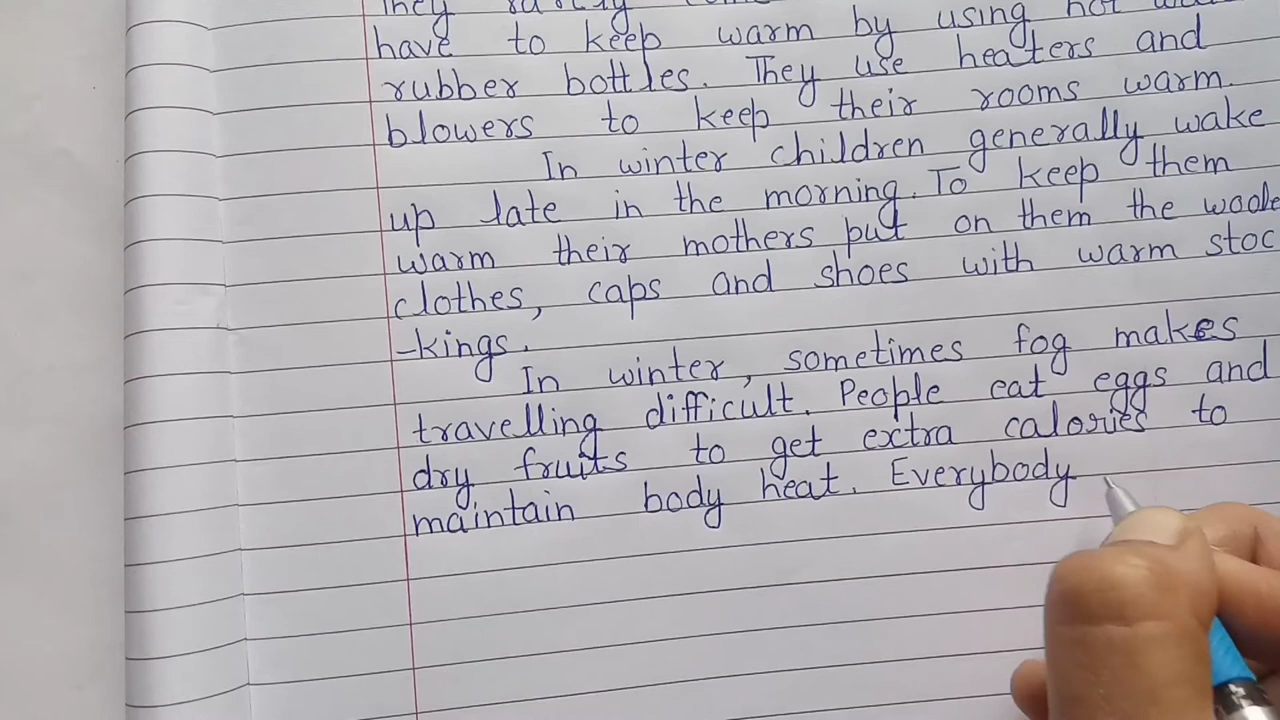 They
have to keep warm by using hot
rubber bottles. They use heaters and
blowers to keep their rooms warm.
In winter children generally wake
up late in the morning. To keep them
warm their mothers put on them the woole
clothes, caps and shoes with warm stoc
-kings.
In winter, sometimes fog makes
travelling difficult. People eat eggs and
dry fruits to get extra calories to
maintain body heat. Everybody